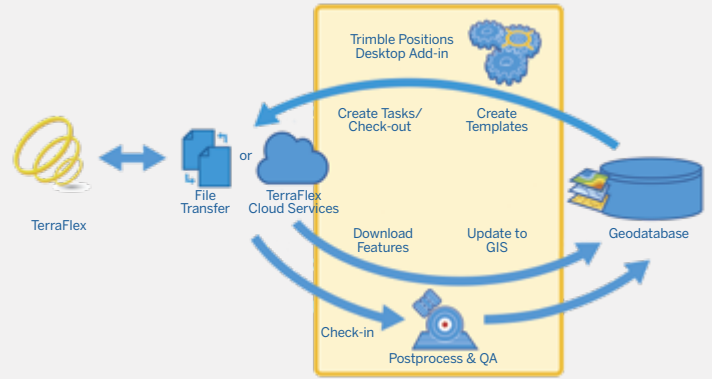 Trimble Positions
Desktop Add-in
Create Tasks/
Check-out
Create
Templates
or
File
Transfer
TerraFlex
Cloud Services
TerraFlex
Download
Features
Update to
GIS
Geodatabase
Check-in
Postprocess & QA